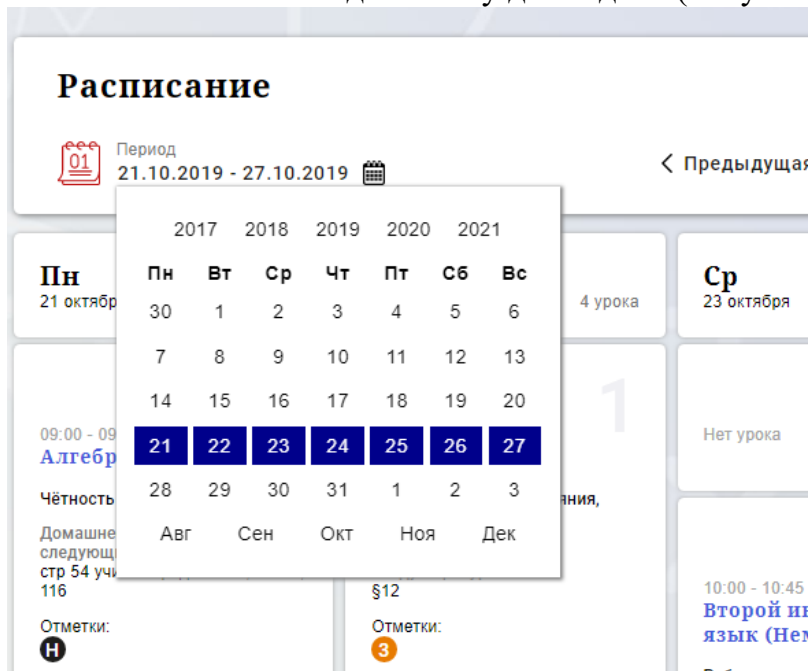 Расписание
01
Период
21.10.2019 - 27.10.2019
Предыдущая
2017 2018 2019 2020 2021
Пн Вт Ср Чт Пт Сб Вс
30 1 2 3 4 5 6
7 8 9 10 11 12 13
14 15 16 17 18 19 20
21 22 23 24 25 26 27
28 29 30 31 1 2 3
Авг Сен Окт Ноя Дек
Пн
21 октябр
09:00 - 09
Алгебр
Чётность
Домашне
следующ
стр 54 учи
116
Отметки:
Н
4 урока
1
яния,
§12
Отметки:
3
Ср
23 октября
Нет урока
10:00 - 10:45
Второй ин
язык (Нем